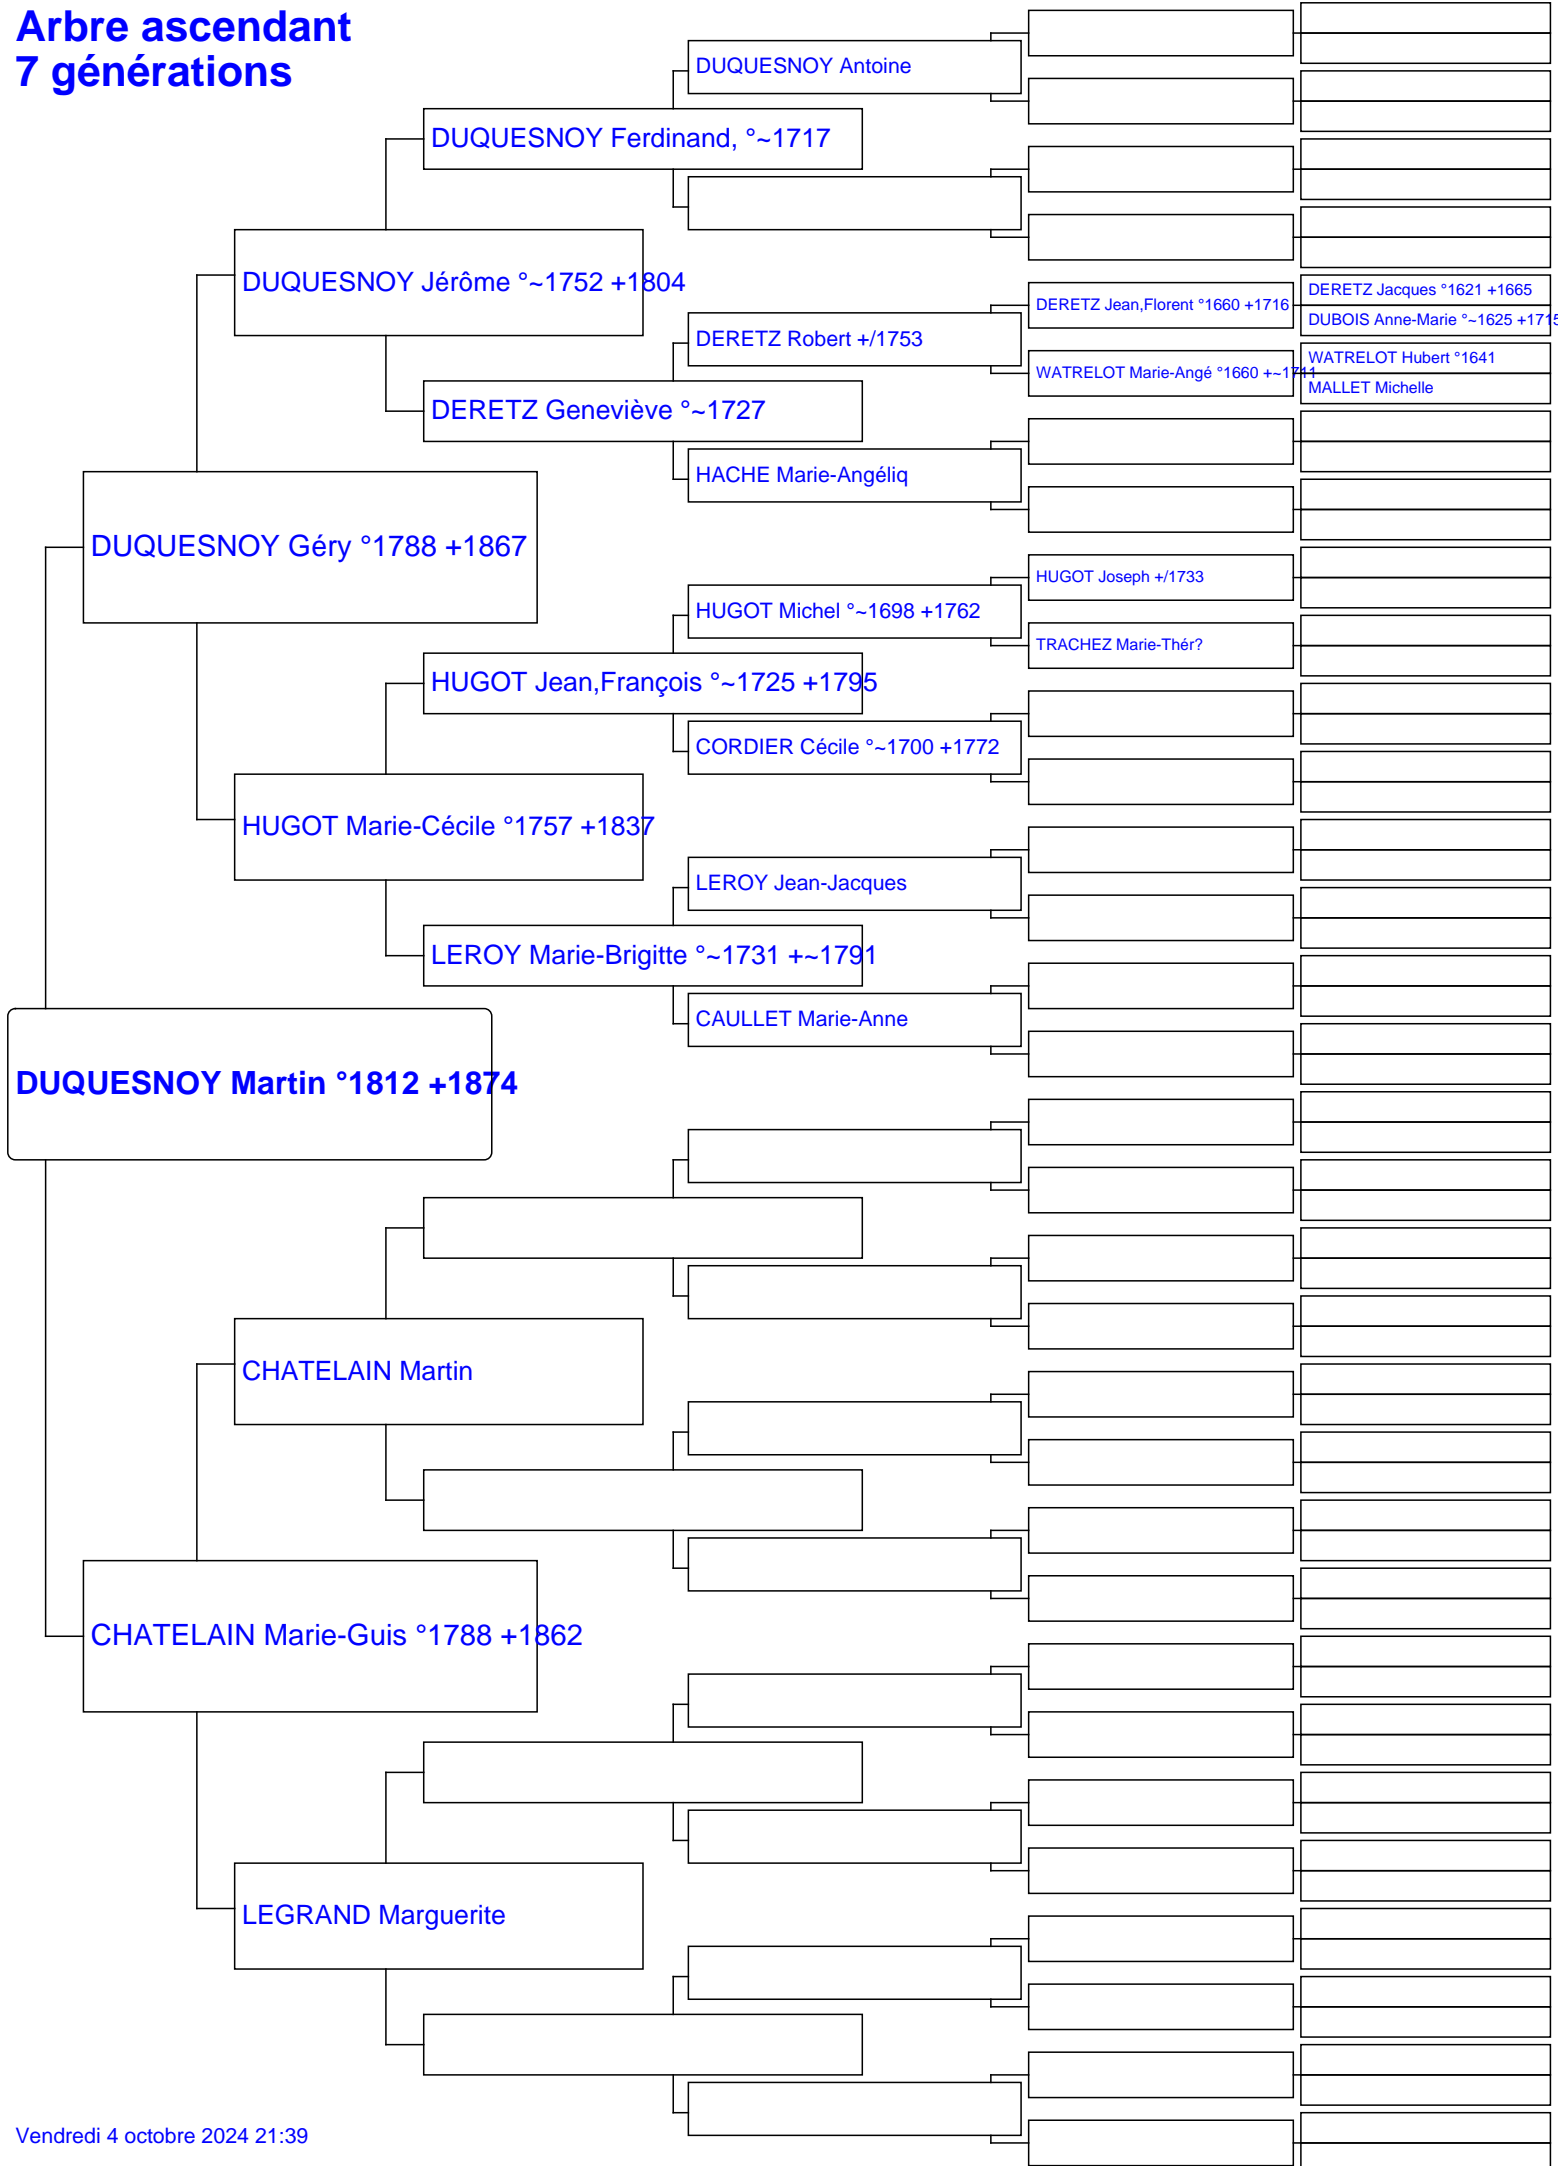 Arbre ascendant
7 générations
DUQUESNOY Antoine
DUQUESNOY Ferdinand, °~1717
DUQUESNOY Jérôme °~1752 +1804
DERETZ Jacques °1621 +1665
DERETZ Jean,Florent °1660 +1716
DUBOIS Anne-Marie °~1625 +1715
DERETZ Robert +/1753
WATRELOT Hubert °1641
WATRELOT Marie-Angé °1660 +~1711
MALLET Michelle
DERETZ Geneviève °~1727
HACHE Marie-Angéliq
DUQUESNOY Géry °1788 +1867
HUGOT Joseph +/1733
HUGOT Michel °~1698 +1762
TRACHEZ Marie-Thér?
HUGOT Jean,François °~1725 +1795
CORDIER Cécile °~1700 +1772
HUGOT Marie-Cécile °1757 +1837
LEROY Jean-Jacques
LEROY Marie-Brigitte °~1731 +~1791
CAULLET Marie-Anne
DUQUESNOY Martin °1812 +1874
CHATELAIN Martin
CHATELAIN Marie-Guis °1788 +1862
LEGRAND Marguerite
Vendredi 4 octobre 2024 21:39